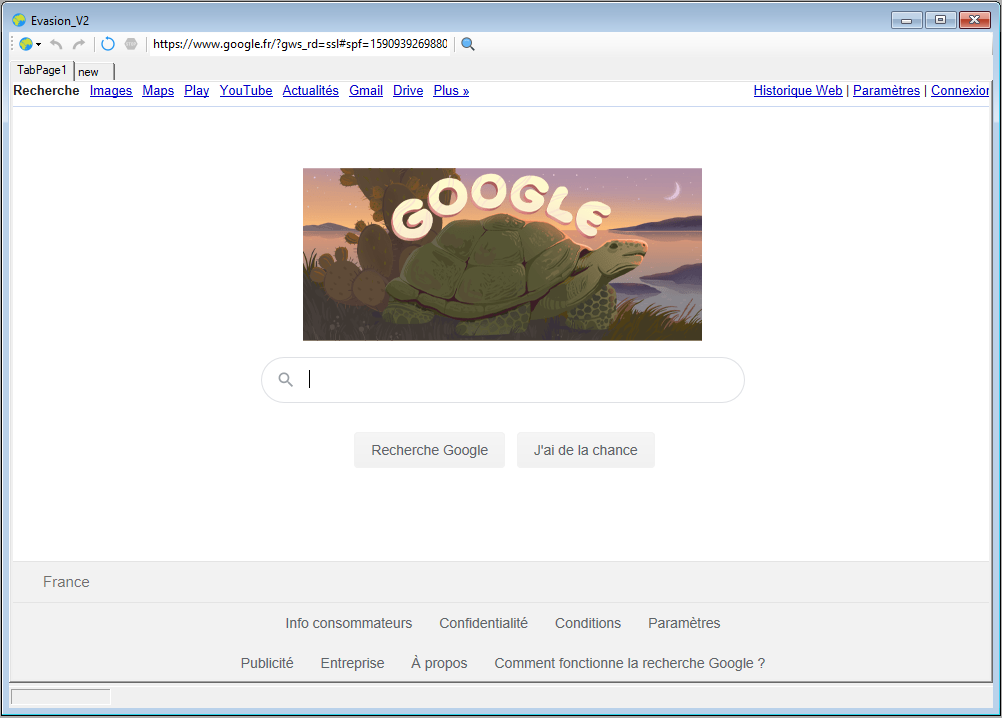 Evasion_V2
https://www.google.fr/?gws_rd=ssl#spf=1590939269880
TabPage1 new
Recherche Images Maps Play YouTube Actualités Gmail Drive Plus » Historique Web | Paramètres | Connexion
GOOGLE
Recherche Google J'ai de la chance
France
Info consommateurs Confidentialité Conditions Paramètres
Publicité Entreprise À propos Comment fonctionne la recherche Google ?